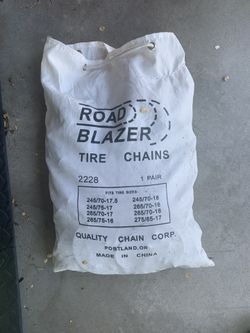 ROAD
BLAZER
TIRE CHAINS
2228 1 PAIR
FITS TIRE SIZES:
245/70-17.5 245/70-18
245/75-17 265/70-16
265/70-17 265/70-18
265/75-16 275/65-17
QUALITY CHAIN CORP.
PORTLAND, OR
MADE IN CHINA